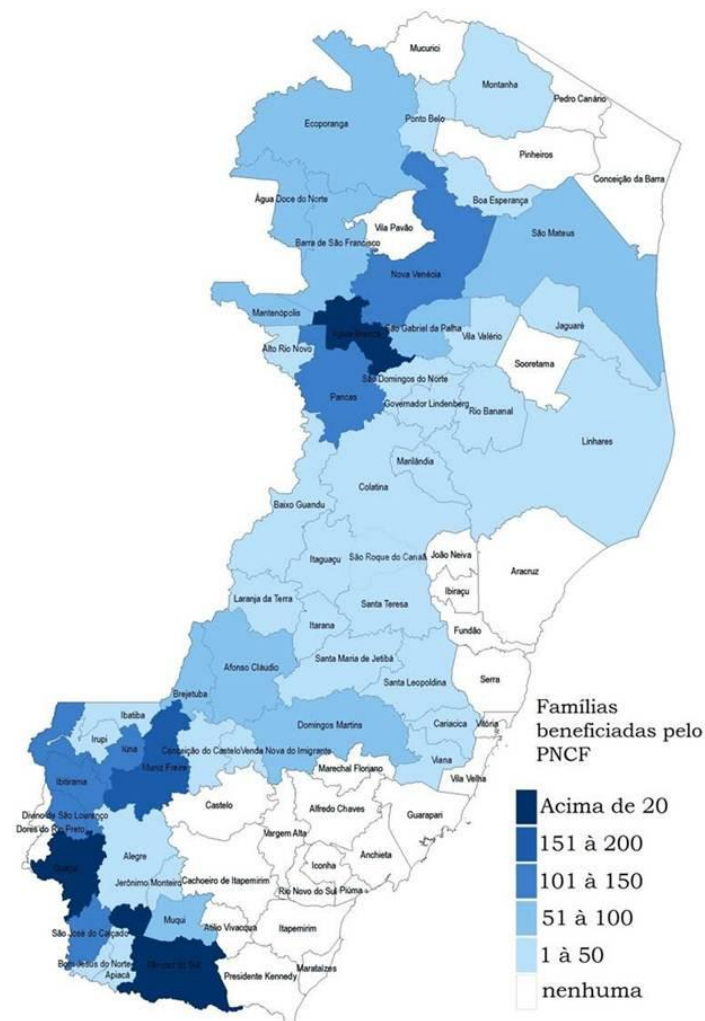 Mucurici
Montanha
Pedro Canário
Ecoporanga
Ponto Belo
Pinheiros
Conceição da Barra
Água Doce do Norte
Boa Esperança
Vila Pavão
São Mateus
Barra de São Francisco
Nova Venécia
Mantenópolis
Águia Branca
São Gabriel da Palha
Jaguaré
Vila Valério
Alto Rio Novo
Sooretama
São Domingos do Norte
Pancas
Governador Lindenberg
Rio Bananal
Linhares
Marilândia
Colatina
Baixo Guandu
Itaguaçu
São Roque do Canaã
João Neiva
Aracruz
Ibiraçu
Laranja da Terra
Santa Teresa
Itarana
Fundão
Santa Maria de Jetibá
Afonso Cláudio
Santa Leopoldina
Serra
Brejetuba
Ibatiba
Domingos Martins
Cariacica
Vitória
Irupi
Iúna
Conceição do Castelo
Venda Nova do Imigrante
Viana
Muniz Freire
Marechal Floriano
Vila Velha
Ibitirama
Castelo
Alfredo Chaves
Guarapari
Divino de São Lourenço
Dores do Rio Preto
Vargem Alta
Alegre
Anchieta
Guaçuí
Iconha
Jerônimo Monteiro
Cachoeiro de Itapemirim
Rio Novo do Sul
Piúma
Muqui
São José do Calçado
Atilio Vivacqua
Itapemirim
Bom Jesus do Norte
Apiacá
Mimoso do Sul
Presidente Kennedy
Marataízes
Famílias
beneficiadas pelo
PNCF
Acima de 20
151 à 200
101 à 150
51 à 100
1 à 50
nenhuma